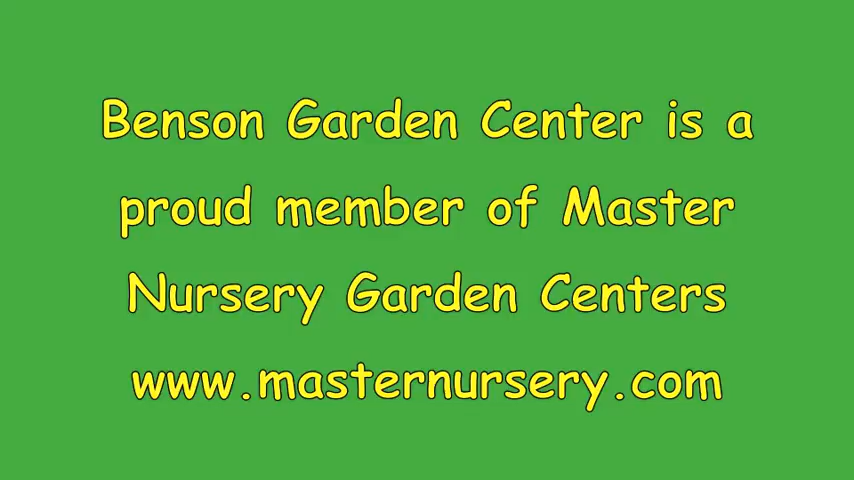 Benson Garden Center is a
proud member of Master
Nursery Garden Centers
www.masternursery.com